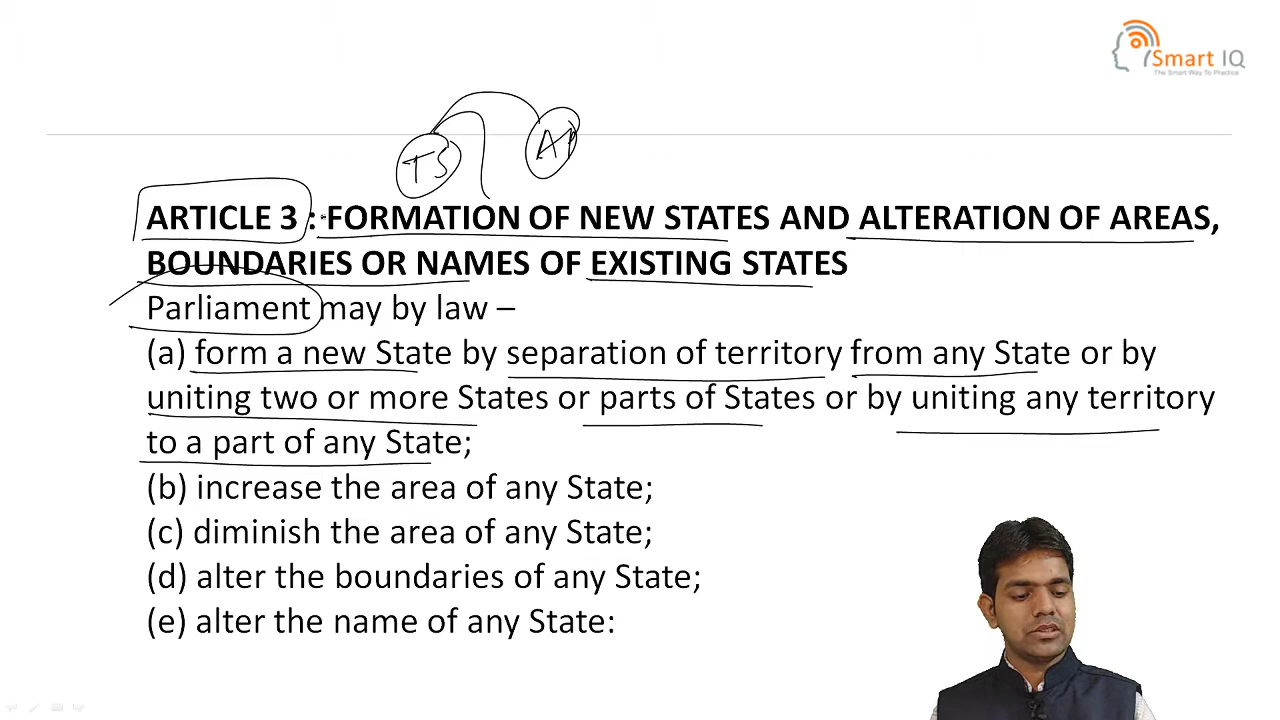 Smart IQ
The Smart Way To Practice
TS AP
ARTICLE 3 : FORMATION OF NEW STATES AND ALTERATION OF AREAS,
BOUNDARIES OR NAMES OF EXISTING STATES
Parliament may by law –
(a) form a new State by separation of territory from any State or by
uniting two or more States or parts of States or by uniting any territory
to a part of any State;
(b) increase the area of any State;
(c) diminish the area of any State;
(d) alter the boundaries of any State;
(e) alter the name of any State: